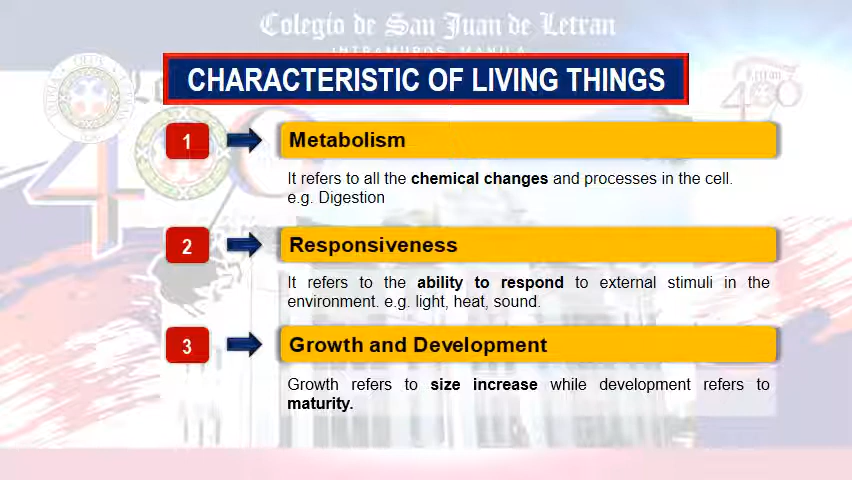 Colegio de San Juan de Letran
INTRAMUROS, MANILA
CHARACTERISTIC OF LIVING THINGS
Letran
400
1
Metabolism
It refers to all the chemical changes and processes in the cell.
e.g. Digestion
2
Responsiveness
It refers to the ability to respond to external stimuli in the
environment. e.g. light, heat, sound.
3
Growth and Development
Growth refers to size increase while development refers to
maturity.